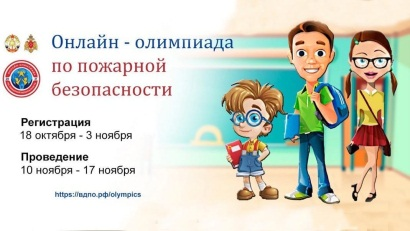 Онлайн - олимпиада
по пожарной
безопасности
Регистрация
18 октября - 3 ноября
Проведение
10 ноября - 17 ноября
https://вдпо.рф/olympics